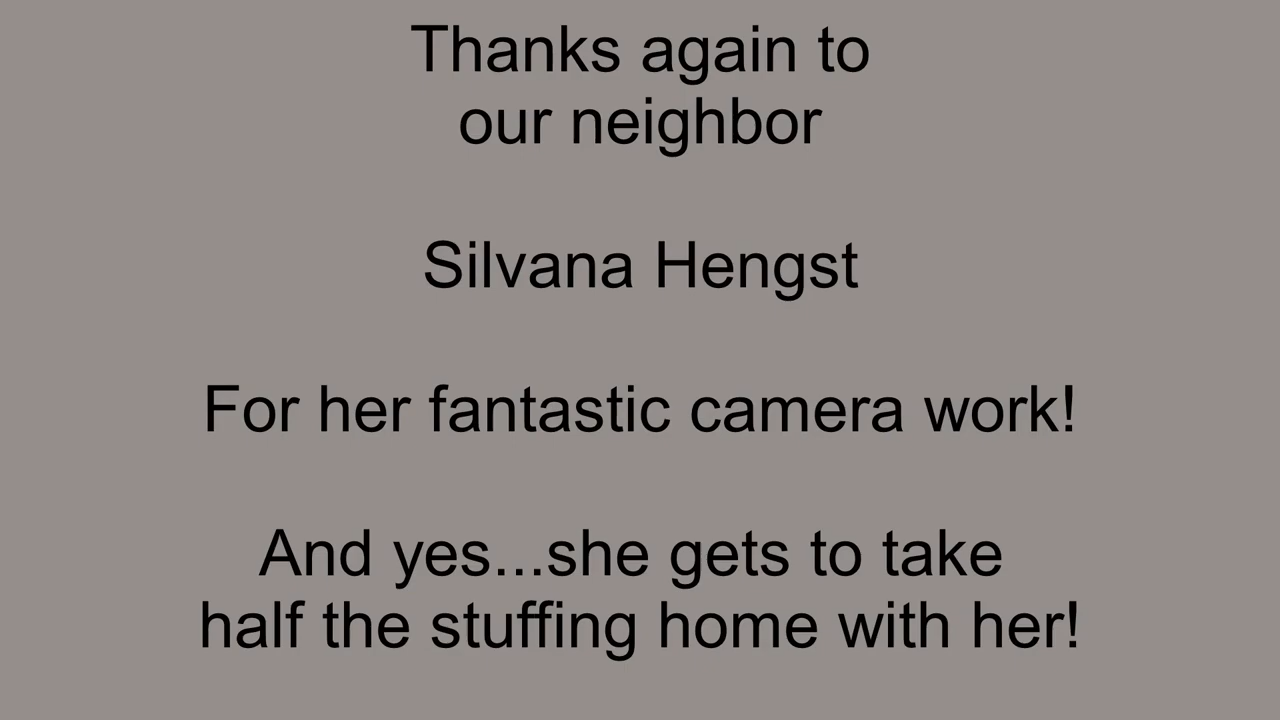 Thanks again to
our neighbor
Silvana Hengst
For her fantastic camera work!
And yes...she gets to take
half the stuffing home with her!